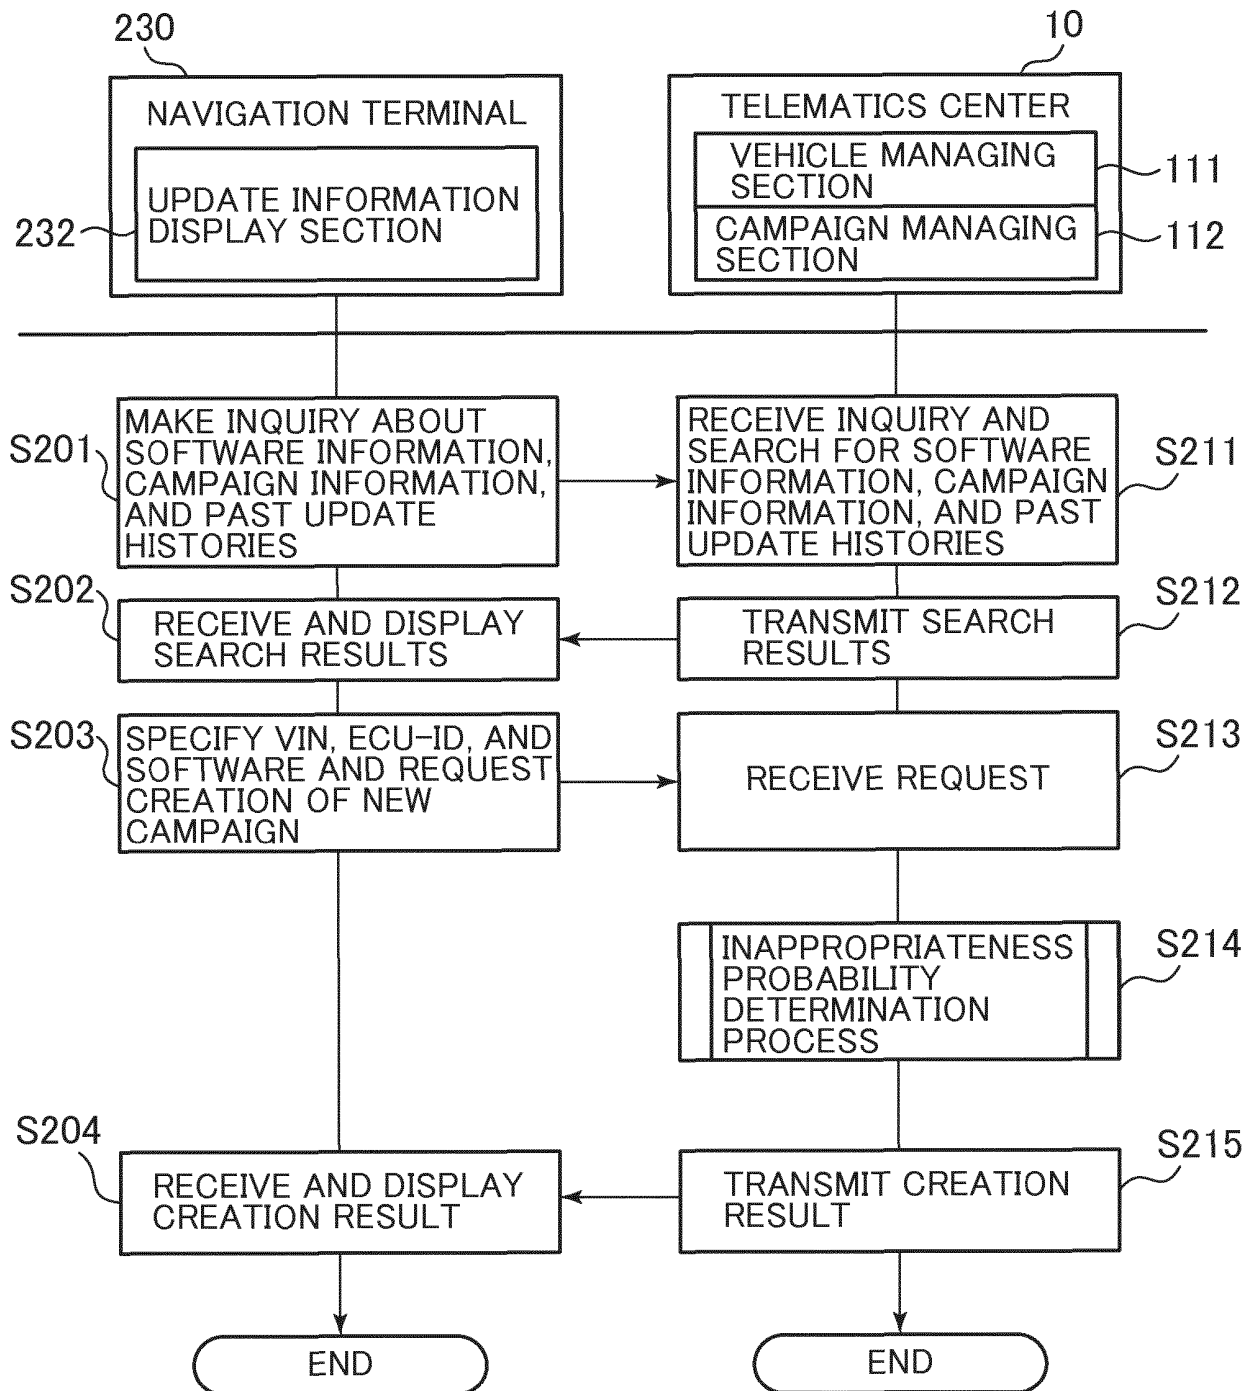 230
10
NAVIGATION TERMINAL
UPDATE INFORMATION
DISPLAY SECTION
232
TELEMATICS CENTER
VEHICLE MANAGING
SECTION
111
CAMPAIGN MANAGING
SECTION
112
S201
MAKE INQUIRY ABOUT
SOFTWARE INFORMATION,
CAMPAIGN INFORMATION,
AND PAST UPDATE
HISTORIES
RECEIVE INQUIRY AND
SEARCH FOR SOFTWARE
INFORMATION, CAMPAIGN
INFORMATION, AND PAST
UPDATE HISTORIES
S211
S202
RECEIVE AND DISPLAY
SEARCH RESULTS
TRANSMIT SEARCH
RESULTS
S212
S203
SPECIFY VIN, ECU-ID, AND
SOFTWARE AND REQUEST
CREATION OF NEW
CAMPAIGN
RECEIVE REQUEST
S213
INAPPROPRIATENESS
PROBABILITY
DETERMINATION
PROCESS
S214
S204
RECEIVE AND DISPLAY
CREATION RESULT
TRANSMIT CREATION
RESULT
S215
END
END